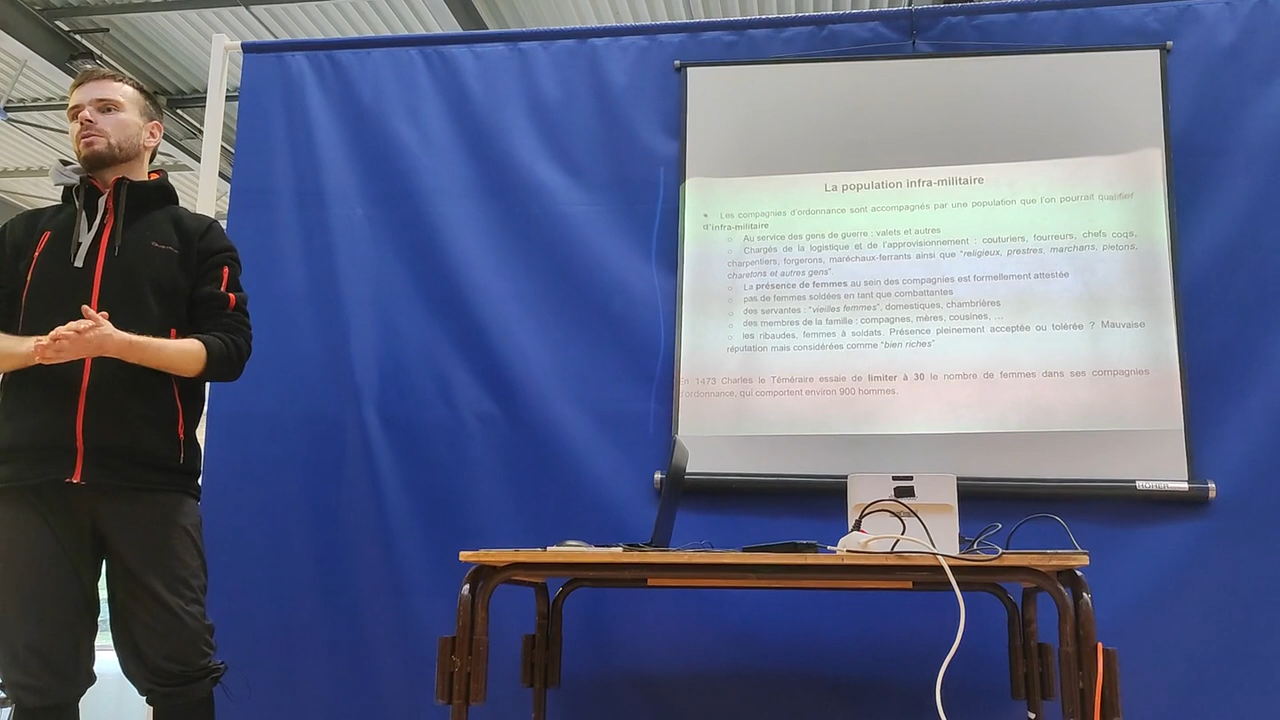 La population infra-militaire
• Les compagnies d'ordonnance sont accompagnés par une population que l'on pourrait qualifier
d'infra-militaire
○ Au service des gens de guerre : valets et autres
○ Chargés de la logistique et de l'approvisionnement : couturiers, fourreurs, chefs coqs,
charpentiers, forgerons, maréchaux-ferrants ainsi que "religieux, prestres, marchans, pietons,
charetons et autres gens".
○ La présence de femmes au sein des compagnies est formellement attestée
○ pas de femmes soldées en tant que combattantes
○ des servantes : "vieilles femmes", domestiques, chambrières
○ des membres de la famille : compagnes, mères, cousines, ...
○ les ribaudes, femmes à soldats. Présence pleinement acceptée ou tolérée ? Mauvaise
réputation mais considérées comme "bien riches"
En 1473 Charles le Téméraire essaie de limiter à 30 le nombre de femmes dans ses compagnies
d'ordonnance, qui comportent environ 900 hommes.
HÖHER